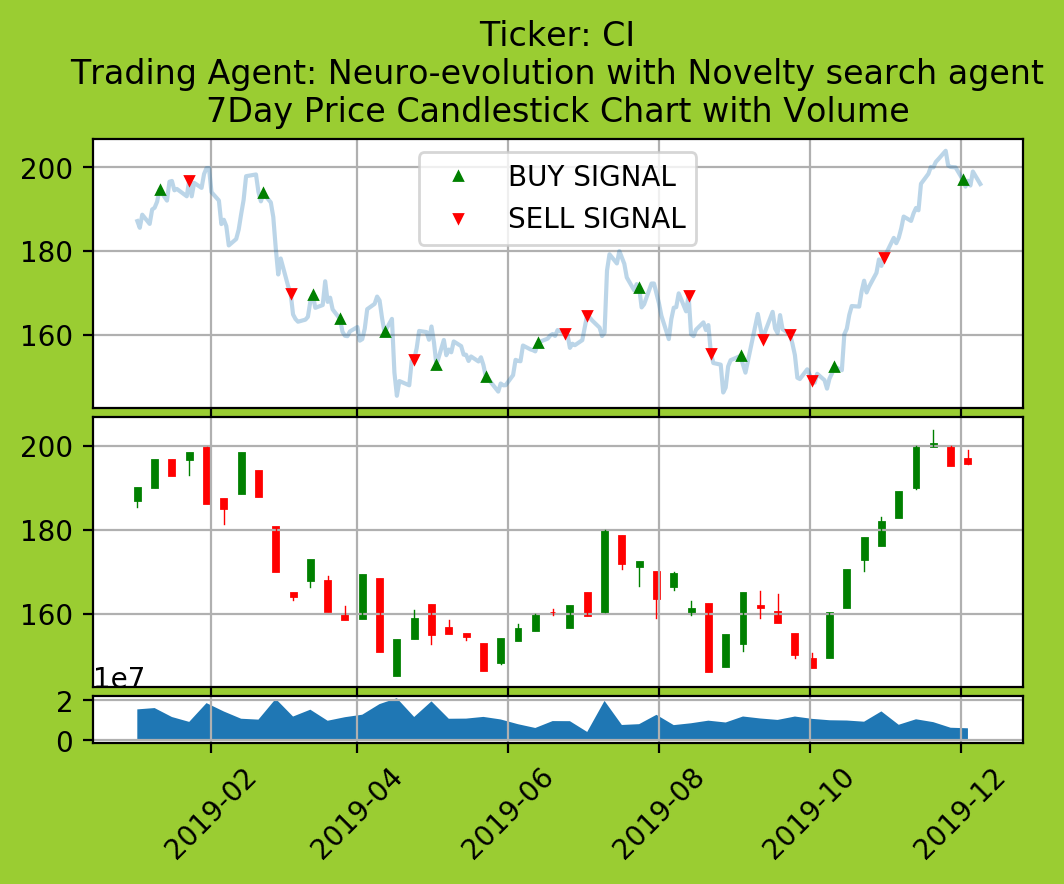 Ticker: CI
Trading Agent: Neuro-evolution with Novelty search agent
7Day Price Candlestick Chart with Volume
200
180
160
BUY SIGNAL
SELL SIGNAL
200
180
160
1e7
2
0
2019-02
2019-04
2019-06
2019-08
2019-10
2019-12